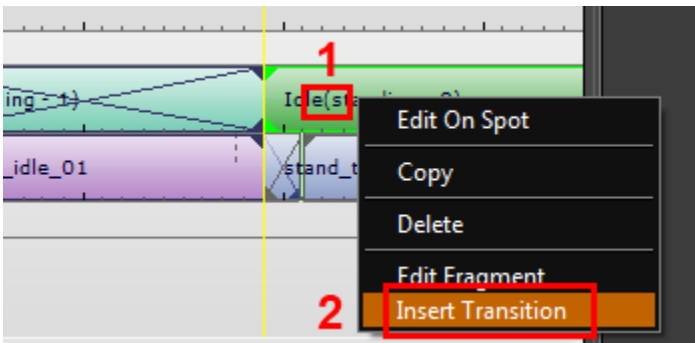 1
ing - 1)
Idle(sta
Edit On Spot
_idle_01
stand_t
Copy
Delete
Edit Fragment
2
Insert Transition